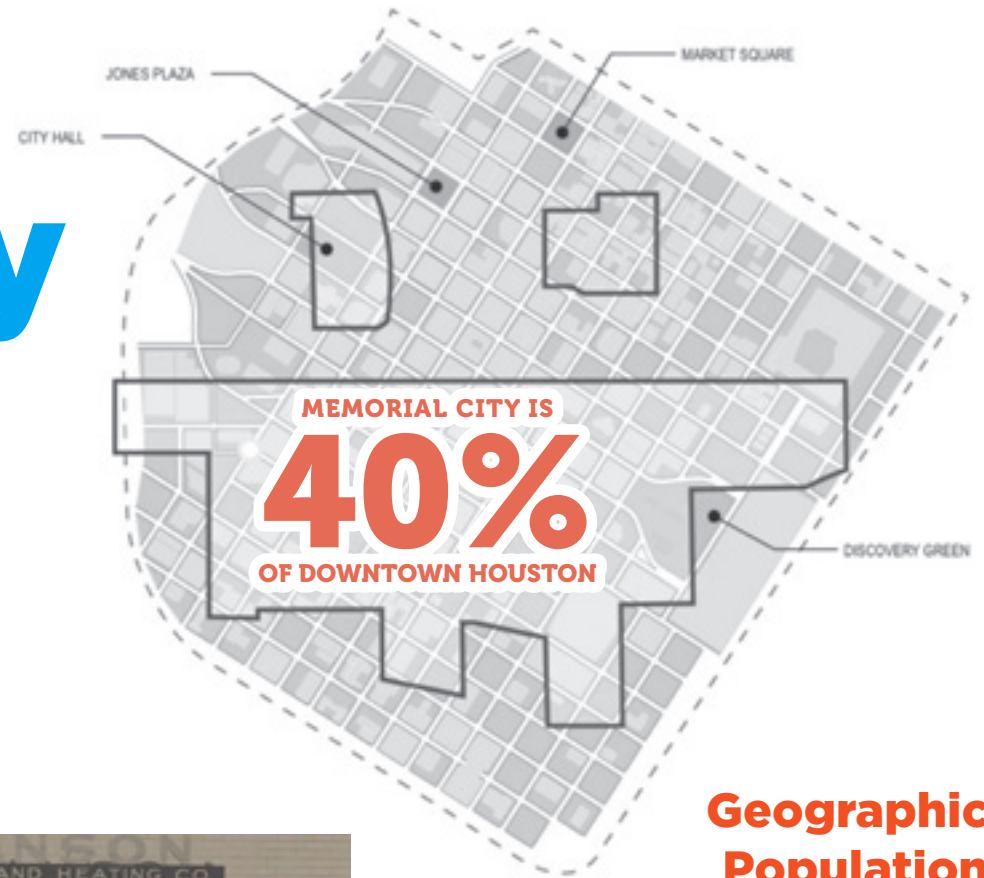 MARKET SQUARE
JONES PLAZA
CITY HALL
y
MEMORIAL CITY IS
40%
OF DOWNTOWN HOUSTON
DISCOVERY GREEN
Geographic
Population
NSON
AND HEATING CO